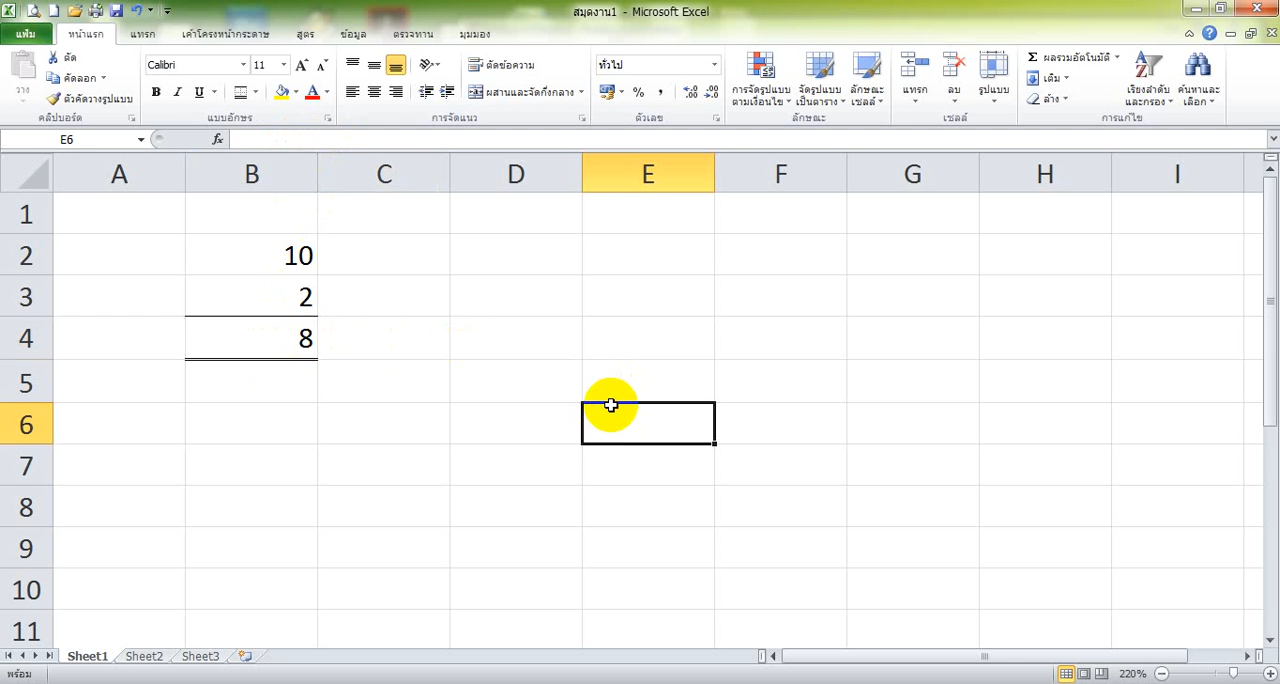 สมุดงาน1 - Microsoft Excel
แฟ้ม หน้าแรก แทรก เค้าโครงหน้ากระดาษ สูตร ข้อมูล ตรวจทาน มุมมอง
วาง
ตัด
คัดลอก
ตัวคัดวางรูปแบบ
คลิปบอร์ด
Calibri 11
B I U A
แบบอักษร
ตัดข้อความ
ผสานและจัดกึ่งกลาง
การจัดแนว
ทั่วไป
% ,
ตัวเลข
การจัดรูปแบบ
ตามเงื่อนไข
จัดรูปแบบ
เป็นตาราง
ลักษณะ
เซลล์
ลักษณะ
แทรก ลบ รูปแบบ
เซลล์
Σ ผลรวมอัตโนมัติ
เติม
ล้าง
เรียงลำดับ
และกรอง
ค้นหาและ
เลือก
การแก้ไข
E6 fx
A B C D E F G H I
1
2 10
3 2
4 8
5
6
7
8
9
10
11
Sheet1 Sheet2 Sheet3
พร้อม 220%